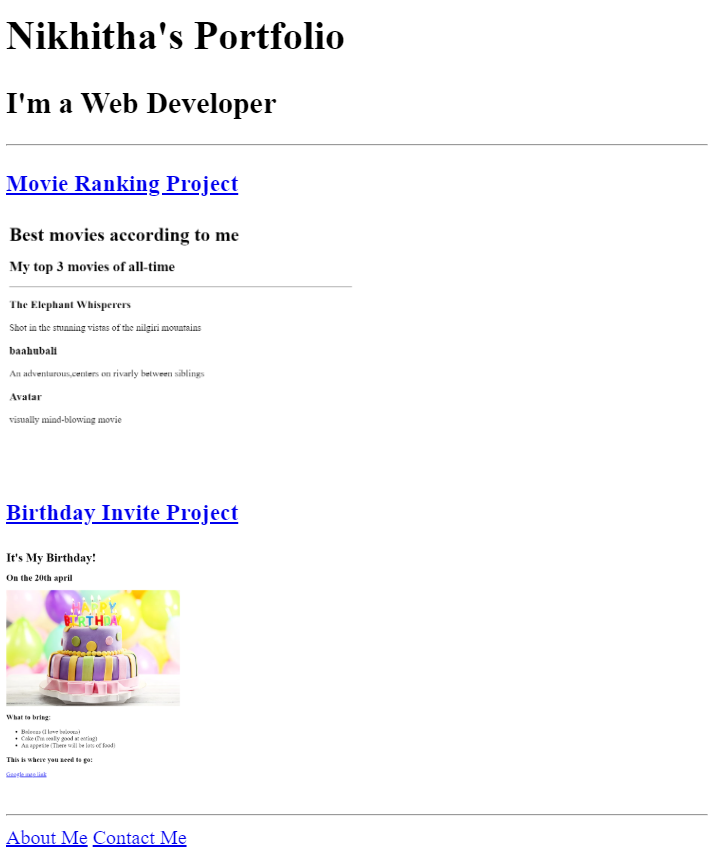 Nikhitha's Portfolio
I'm a Web Developer
Movie Ranking Project
Best movies according to me
My top 3 movies of all-time
The Elephant Whisperers
Shot in the stunning vistas of the nilgiri mountains
baahubali
An adventurous,centers on rivarly between siblings
Avatar
visually mind-blowing movie
Birthday Invite Project
It's My Birthday!
On the 20th april
HAPPY
BIRTHDAY
What to bring:
Baloons (I love baloons)
Cake (I'm really good at eating)
An appetite (There will be lots of food)
This is where you need to go:
Google map link
About Me Contact Me